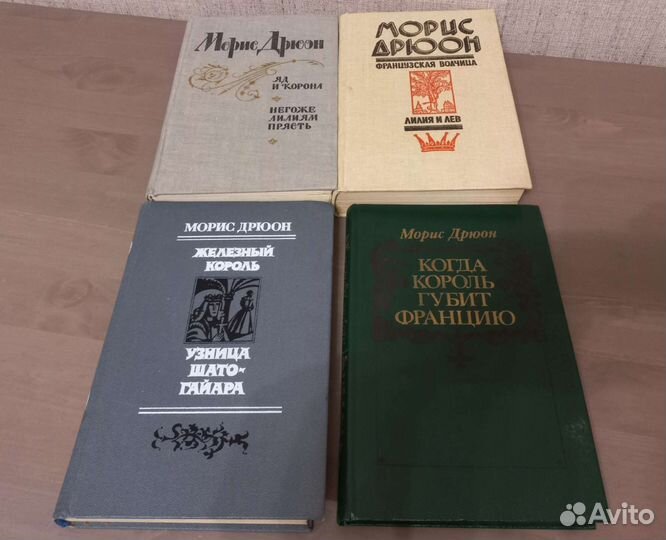 Морис Дрюон
ЯД
И КОРОНА
НЕГОЖЕ
ЛИЛИЯМ
ПРЯСТЬ
МОРИС
ДРЮОН
ФРАНЦУЗСКАЯ ВОЛЧИЦА
ЛИЛИЯ И ЛЕВ
МОРИС ДРЮОН
ЖЕЛЕЗНЫЙ
КОРОЛЬ
УЗНИЦА
ШАТО-
ГАЙАРА
Морис Дрюон
КОГДА
КОРОЛЬ
ГУБИТ
ФРАНЦИЮ
Avito